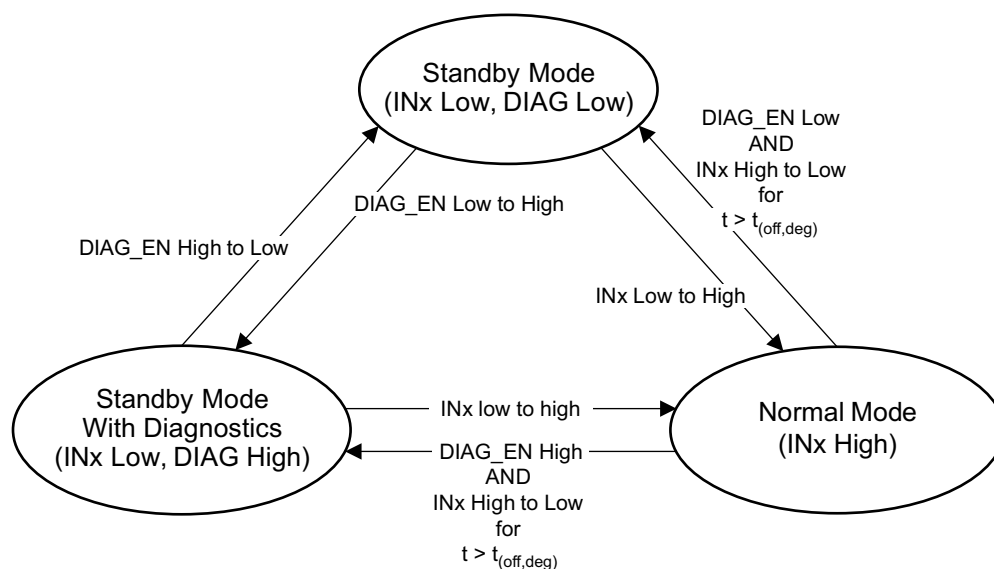 Standby Mode
(INx Low, DIAG Low)
DIAG_EN Low
AND
INx High to Low
for
t > t(off,deg)
DIAG_EN Low to High
DIAG_EN High to Low
INx Low to High
Standby Mode
With Diagnostics
(INx Low, DIAG High)
INx low to high
DIAG_EN High
AND
INx High to Low
for
t > t(off,deg)
Normal Mode
(INx High)